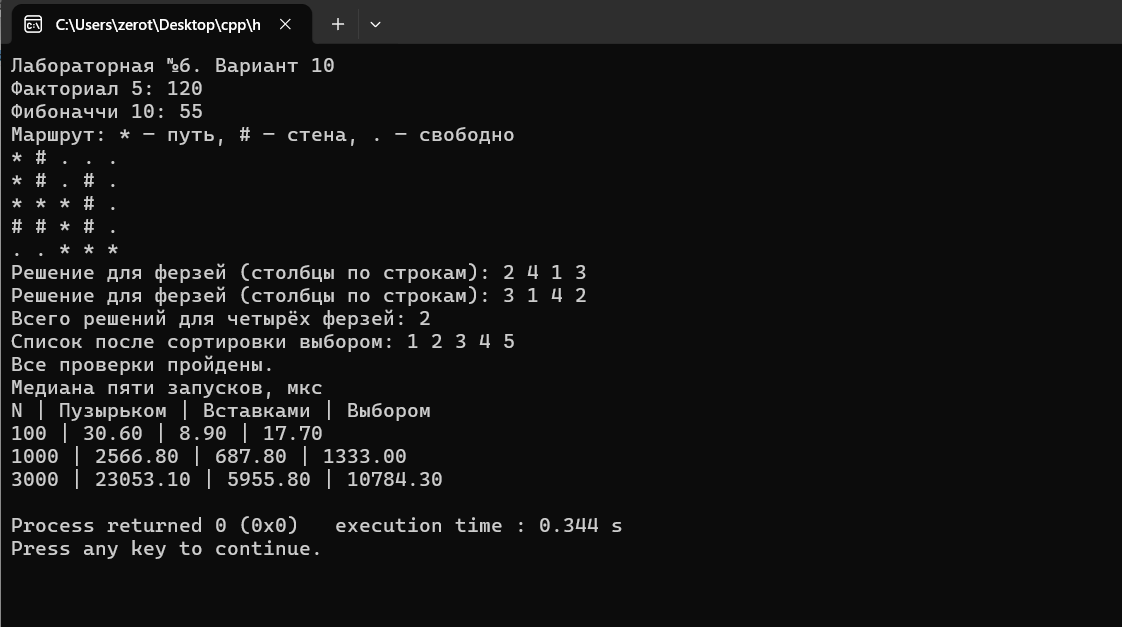 C:\Users\zerot\Desktop\cpp\h
Лабораторная №6. Вариант 10
Факториал 5: 120
Фибоначчи 10: 55
Маршрут: * — путь, # — стена, . — свободно
* # . . .
* # . # .
* * * # .
# # * # .
. . * * *
Решение для ферзей (столбцы по строкам): 2 4 1 3
Решение для ферзей (столбцы по строкам): 3 1 4 2
Всего решений для четырёх ферзей: 2
Список после сортировки выбором: 1 2 3 4 5
Все проверки пройдены.
Медиана пяти запусков, мкс
N | Пузырьком | Вставками | Выбором
100 | 30.60 | 8.90 | 17.70
1000 | 2566.80 | 687.80 | 1333.00
3000 | 23053.10 | 5955.80 | 10784.30
Process returned 0 (0x0)   execution time : 0.344 s
Press any key to continue.